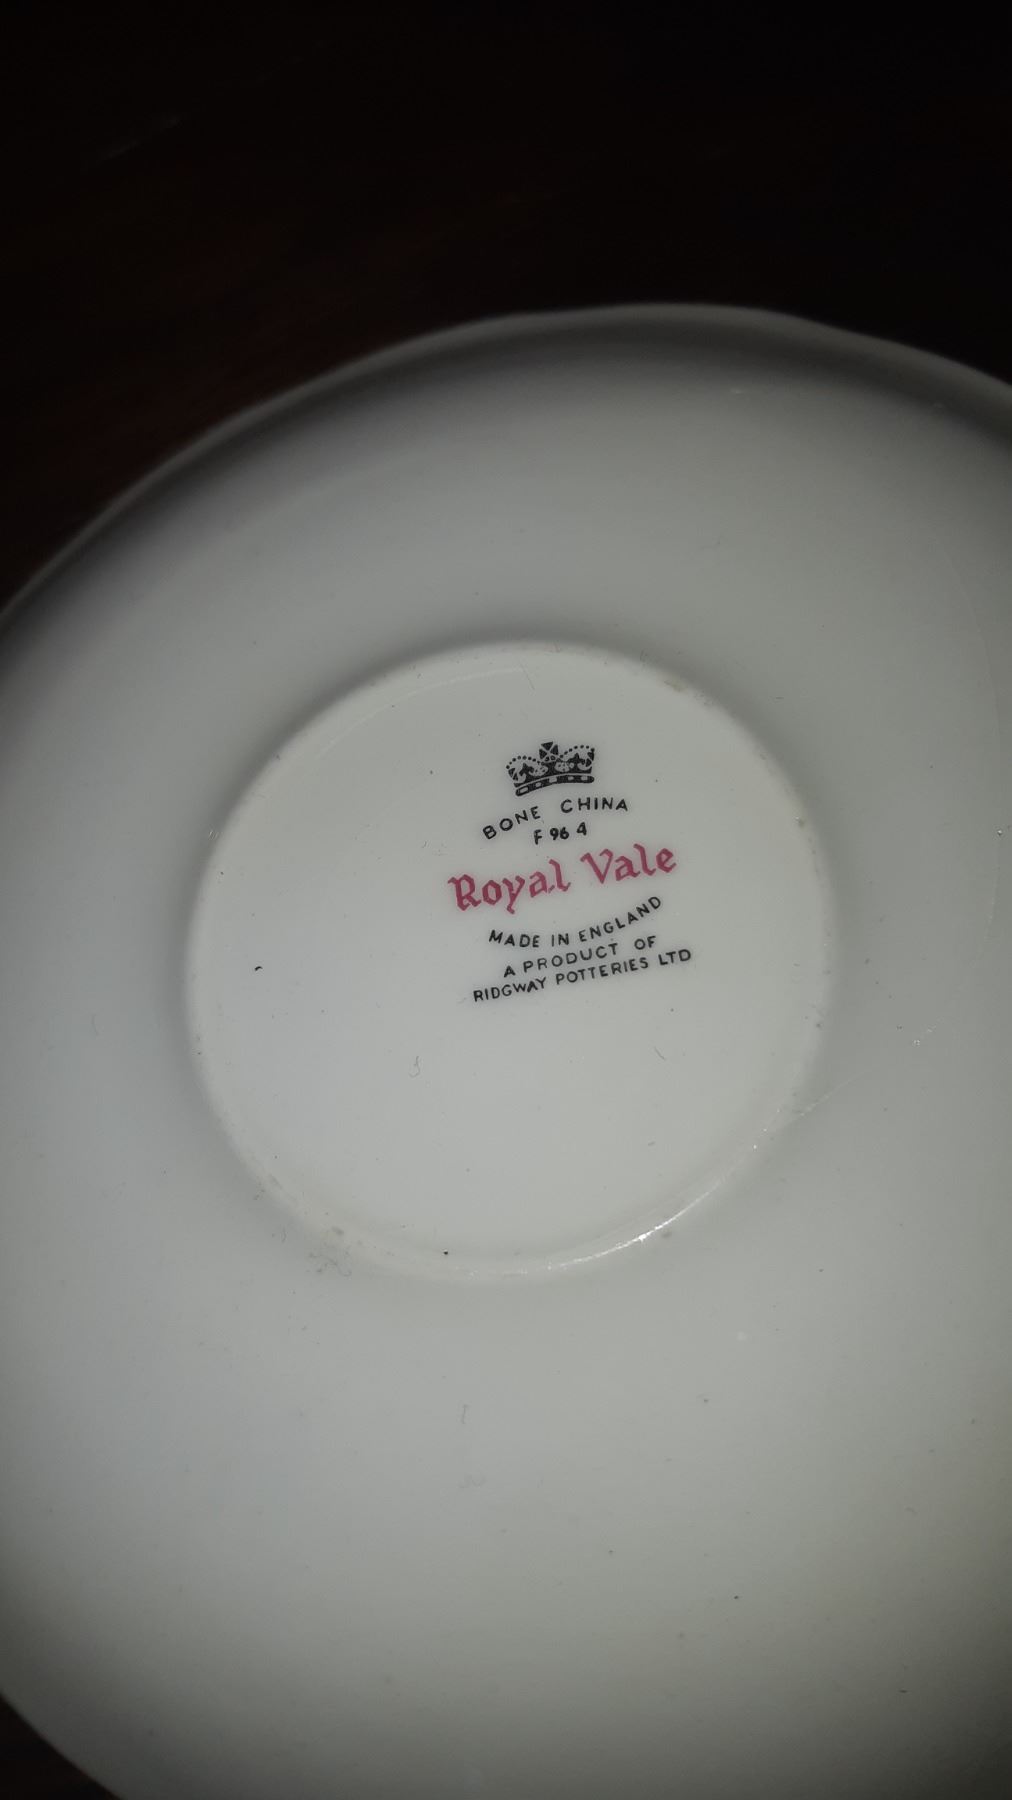 BONE CHINA
F 96 4
Royal Vale
MADE IN ENGLAND
A PRODUCT OF
RIDGWAY POTTERIES LTD